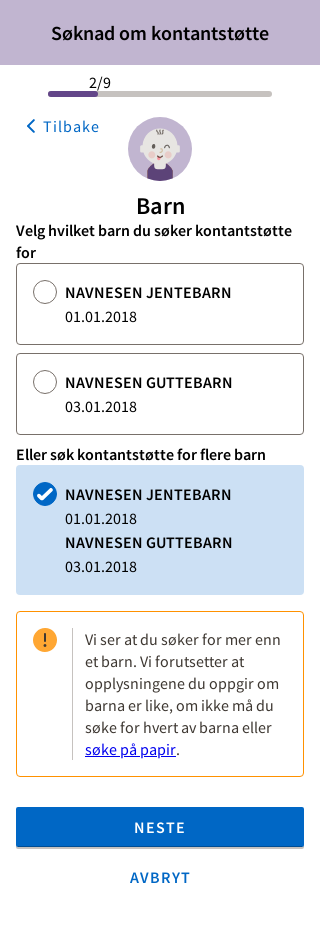 Søknad om kontantstøtte
2/9
Tilbake
Barn
Velg hvilket barn du søker kontantstøtte
for
NAVNESEN JENTEBARN
01.01.2018
NAVNESEN GUTTEBARN
03.01.2018
Eller søk kontantstøtte for flere barn
NAVNESEN JENTEBARN
01.01.2018
NAVNESEN GUTTEBARN
03.01.2018
Vi ser at du søker for mer enn
et barn. Vi forutsetter at
opplysningene du oppgir om
barna er like, om ikke må du
søke for hvert av barna eller
søke på papir.
NESTE
AVBRYT